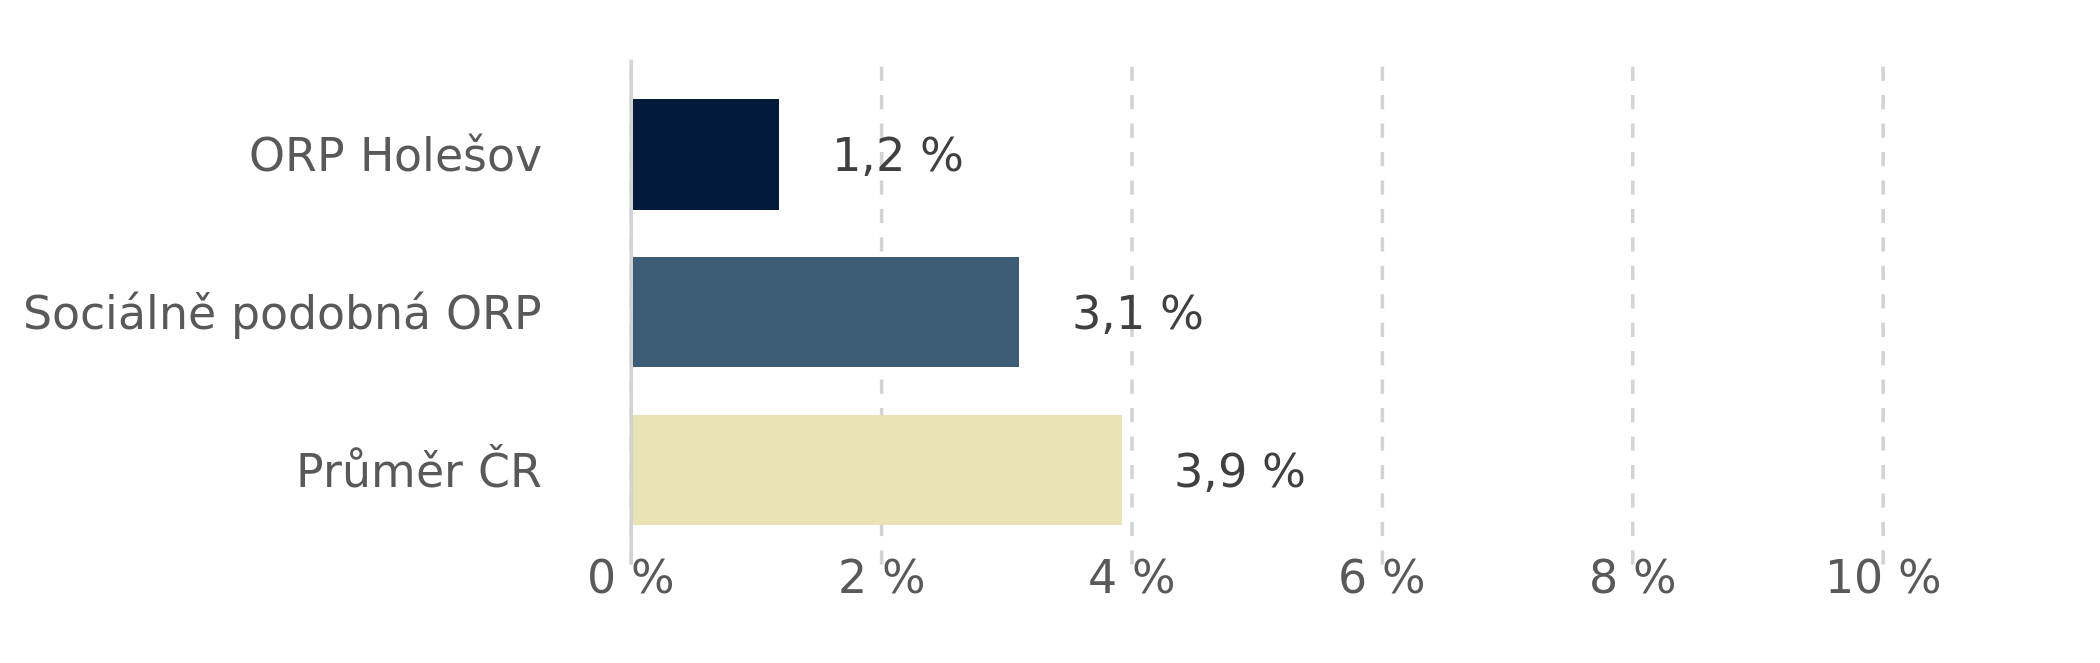 ORP Holešov 1,2 %
Sociálně podobná ORP 3,1 %
Průměr ČR 3,9 %
0 % 2 % 4 % 6 % 8 % 10 %